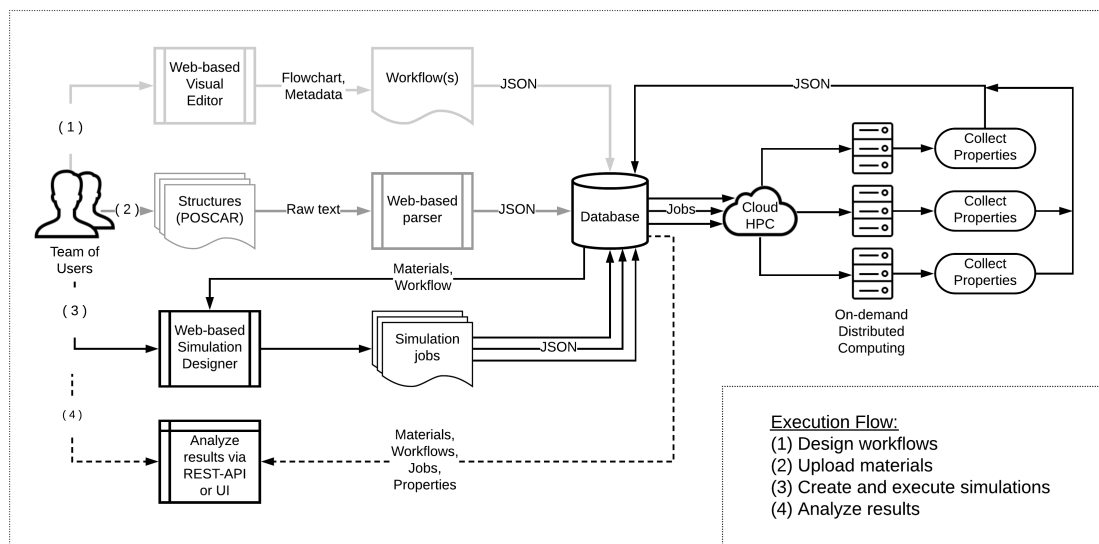 Web-based
Visual
Editor
Flowchart,
Metadata
Workflow(s)
JSON
JSON
( 1 )
Collect
Properties
( 2 )
Structures
(POSCAR)
Raw text
Web-based
parser
JSON
Database
Jobs
Cloud
HPC
Collect
Properties
Team of
Users
Materials,
Workflow
Collect
Properties
( 3 )
Web-based
Simulation
Designer
Simulation
jobs
JSON
On-demand
Distributed
Computing
( 4 )
Analyze
results via
REST-API
or UI
Materials,
Workflows,
Jobs,
Properties
Execution Flow:
(1) Design workflows
(2) Upload materials
(3) Create and execute simulations
(4) Analyze results